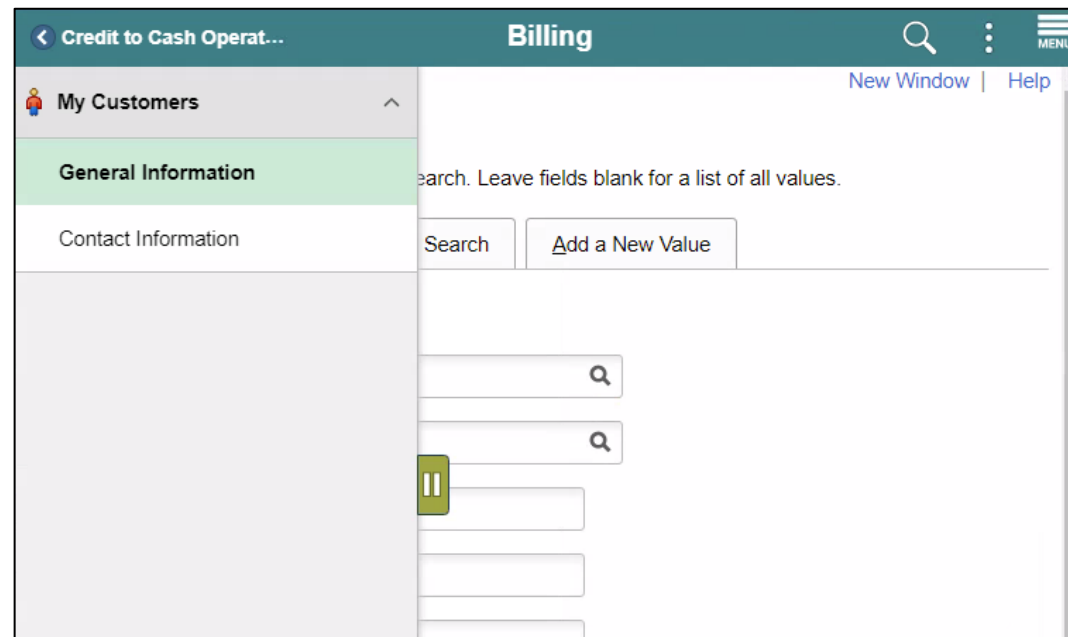 Credit to Cash Operat...
Billing
MENU
New Window | Help
My Customers
General Information
Contact Information
earch. Leave fields blank for a list of all values.
Search
Add a New Value